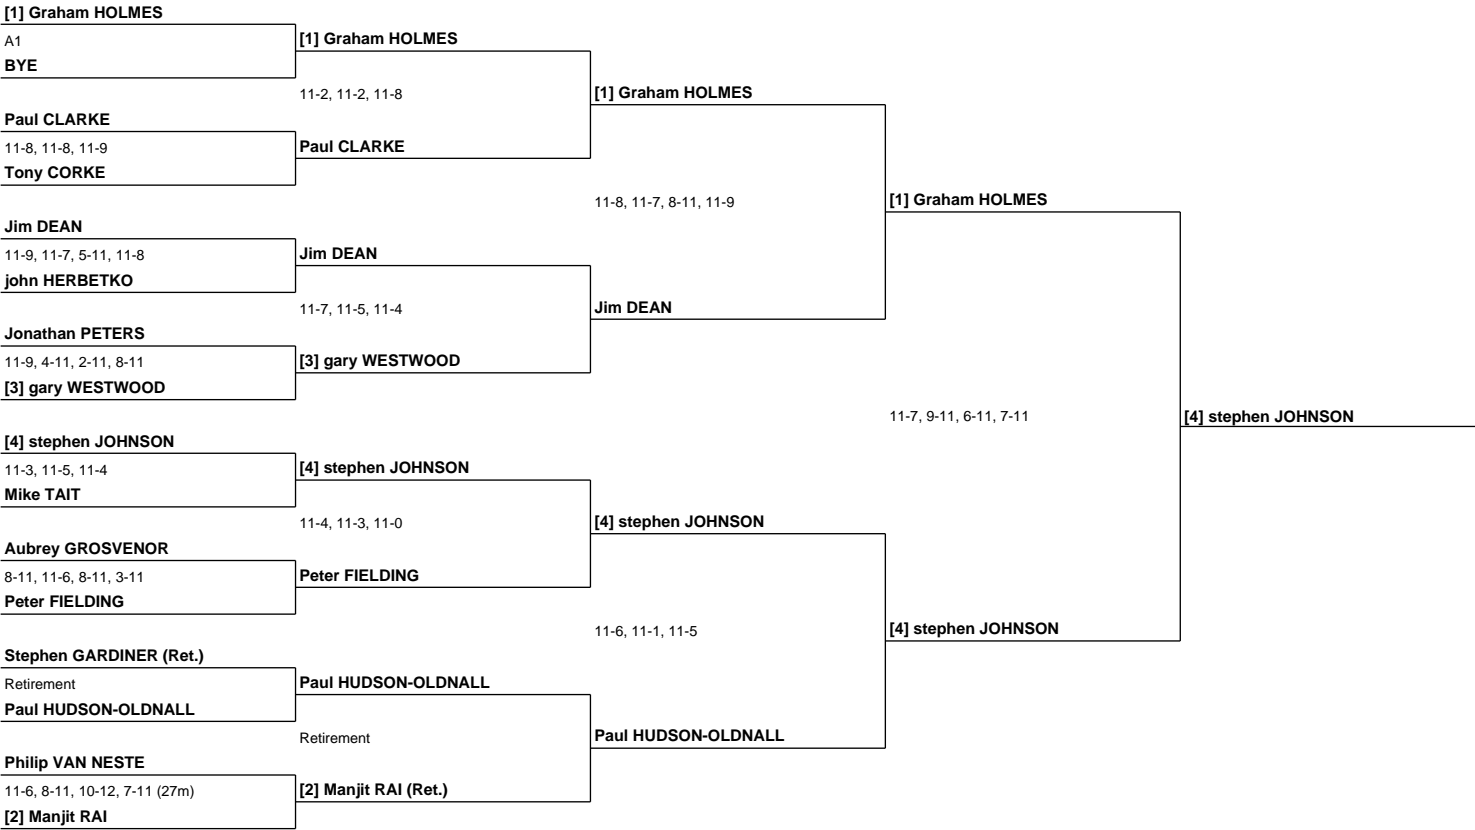 [1] Graham HOLMES
A1
BYE
Paul CLARKE
11-8, 11-8, 11-9
Tony CORKE
Jim DEAN
11-9, 11-7, 5-11, 11-8
john HERBETKO
Jonathan PETERS
11-9, 4-11, 2-11, 8-11
[3] gary WESTWOOD
[4] stephen JOHNSON
11-3, 11-5, 11-4
Mike TAIT
Aubrey GROSVENOR
8-11, 11-6, 8-11, 3-11
Peter FIELDING
Stephen GARDINER (Ret.)
Retirement
Paul HUDSON-OLDNALL
Philip VAN NESTE
11-6, 8-11, 10-12, 7-11 (27m)
[2] Manjit RAI
[1] Graham HOLMES
11-2, 11-2, 11-8
Paul CLARKE
Jim DEAN
11-7, 11-5, 11-4
[3] gary WESTWOOD
[4] stephen JOHNSON
11-4, 11-3, 11-0
Peter FIELDING
Paul HUDSON-OLDNALL
Retirement
[2] Manjit RAI (Ret.)
[1] Graham HOLMES
11-8, 11-7, 8-11, 11-9
Jim DEAN
[4] stephen JOHNSON
11-6, 11-1, 11-5
Paul HUDSON-OLDNALL
[1] Graham HOLMES
11-7, 9-11, 6-11, 7-11
[4] stephen JOHNSON
[4] stephen JOHNSON